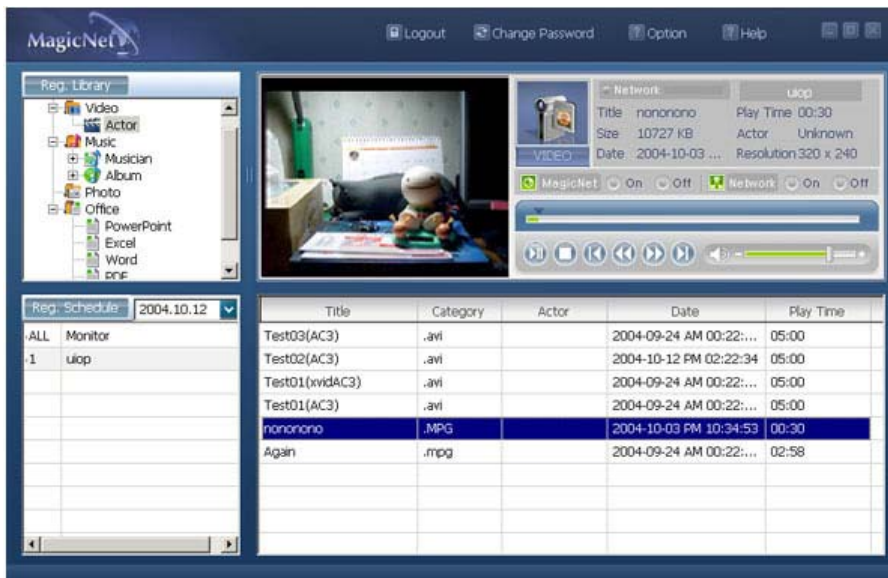 MagicNet
Logout Change Password Option Help
Reg. Library
Video
Actor
Music
Musician
Album
Photo
Office
PowerPoint
Excel
Word
PDF
VIDEO
Network uiop
Title nononono Play Time 00:30
Size 10727 KB Actor Unknown
Date 2004-10-03 ... Resolution 320 x 240
MagicNet On Off Network On Off
Reg. Schedule 2004.10.12
ALL Monitor
1 uiop
Title Category Actor Date Play Time
Test03(AC3) .avi 2004-09-24 AM 00:22:... 05:00
Test02(AC3) .avi 2004-10-12 PM 02:22:34 05:00
Test01(xvidAC3) .avi 2004-09-24 AM 00:22:... 05:00
Test01(AC3) .avi 2004-09-24 AM 00:22:... 05:00
nononono .MPG 2004-10-03 PM 10:34:53 00:30
Again .mpg 2004-09-24 AM 00:22:... 02:58